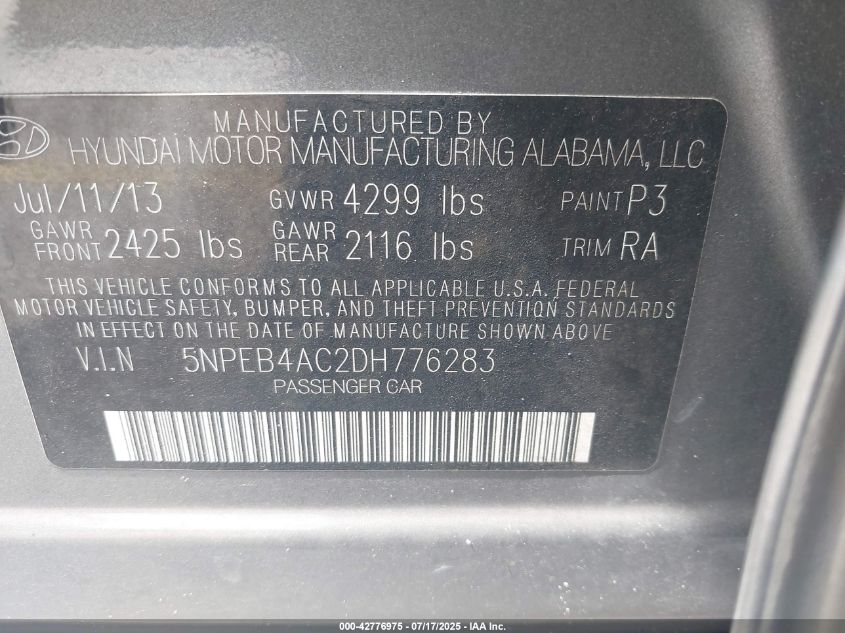 MANUFACTURED BY
HYUNDAI MOTOR MANUFACTURING ALABAMA, LLC
Jul/11/13 GVWR 4299 lbs PAINT P3
GAWR FRONT 2425 lbs GAWR REAR 2116 lbs TRIM RA
THIS VEHICLE CONFORMS TO ALL APPLICABLE U.S.A. FEDERAL
MOTOR VEHICLE SAFETY, BUMPER, AND THEFT PREVENTION STANDARDS
IN EFFECT ON THE DATE OF MANUFACTURE SHOWN ABOVE
V.I.N 5NPEB4AC2DH776283
PASSENGER CAR
000-42776975 - 07/17/2025 - IAA Inc.